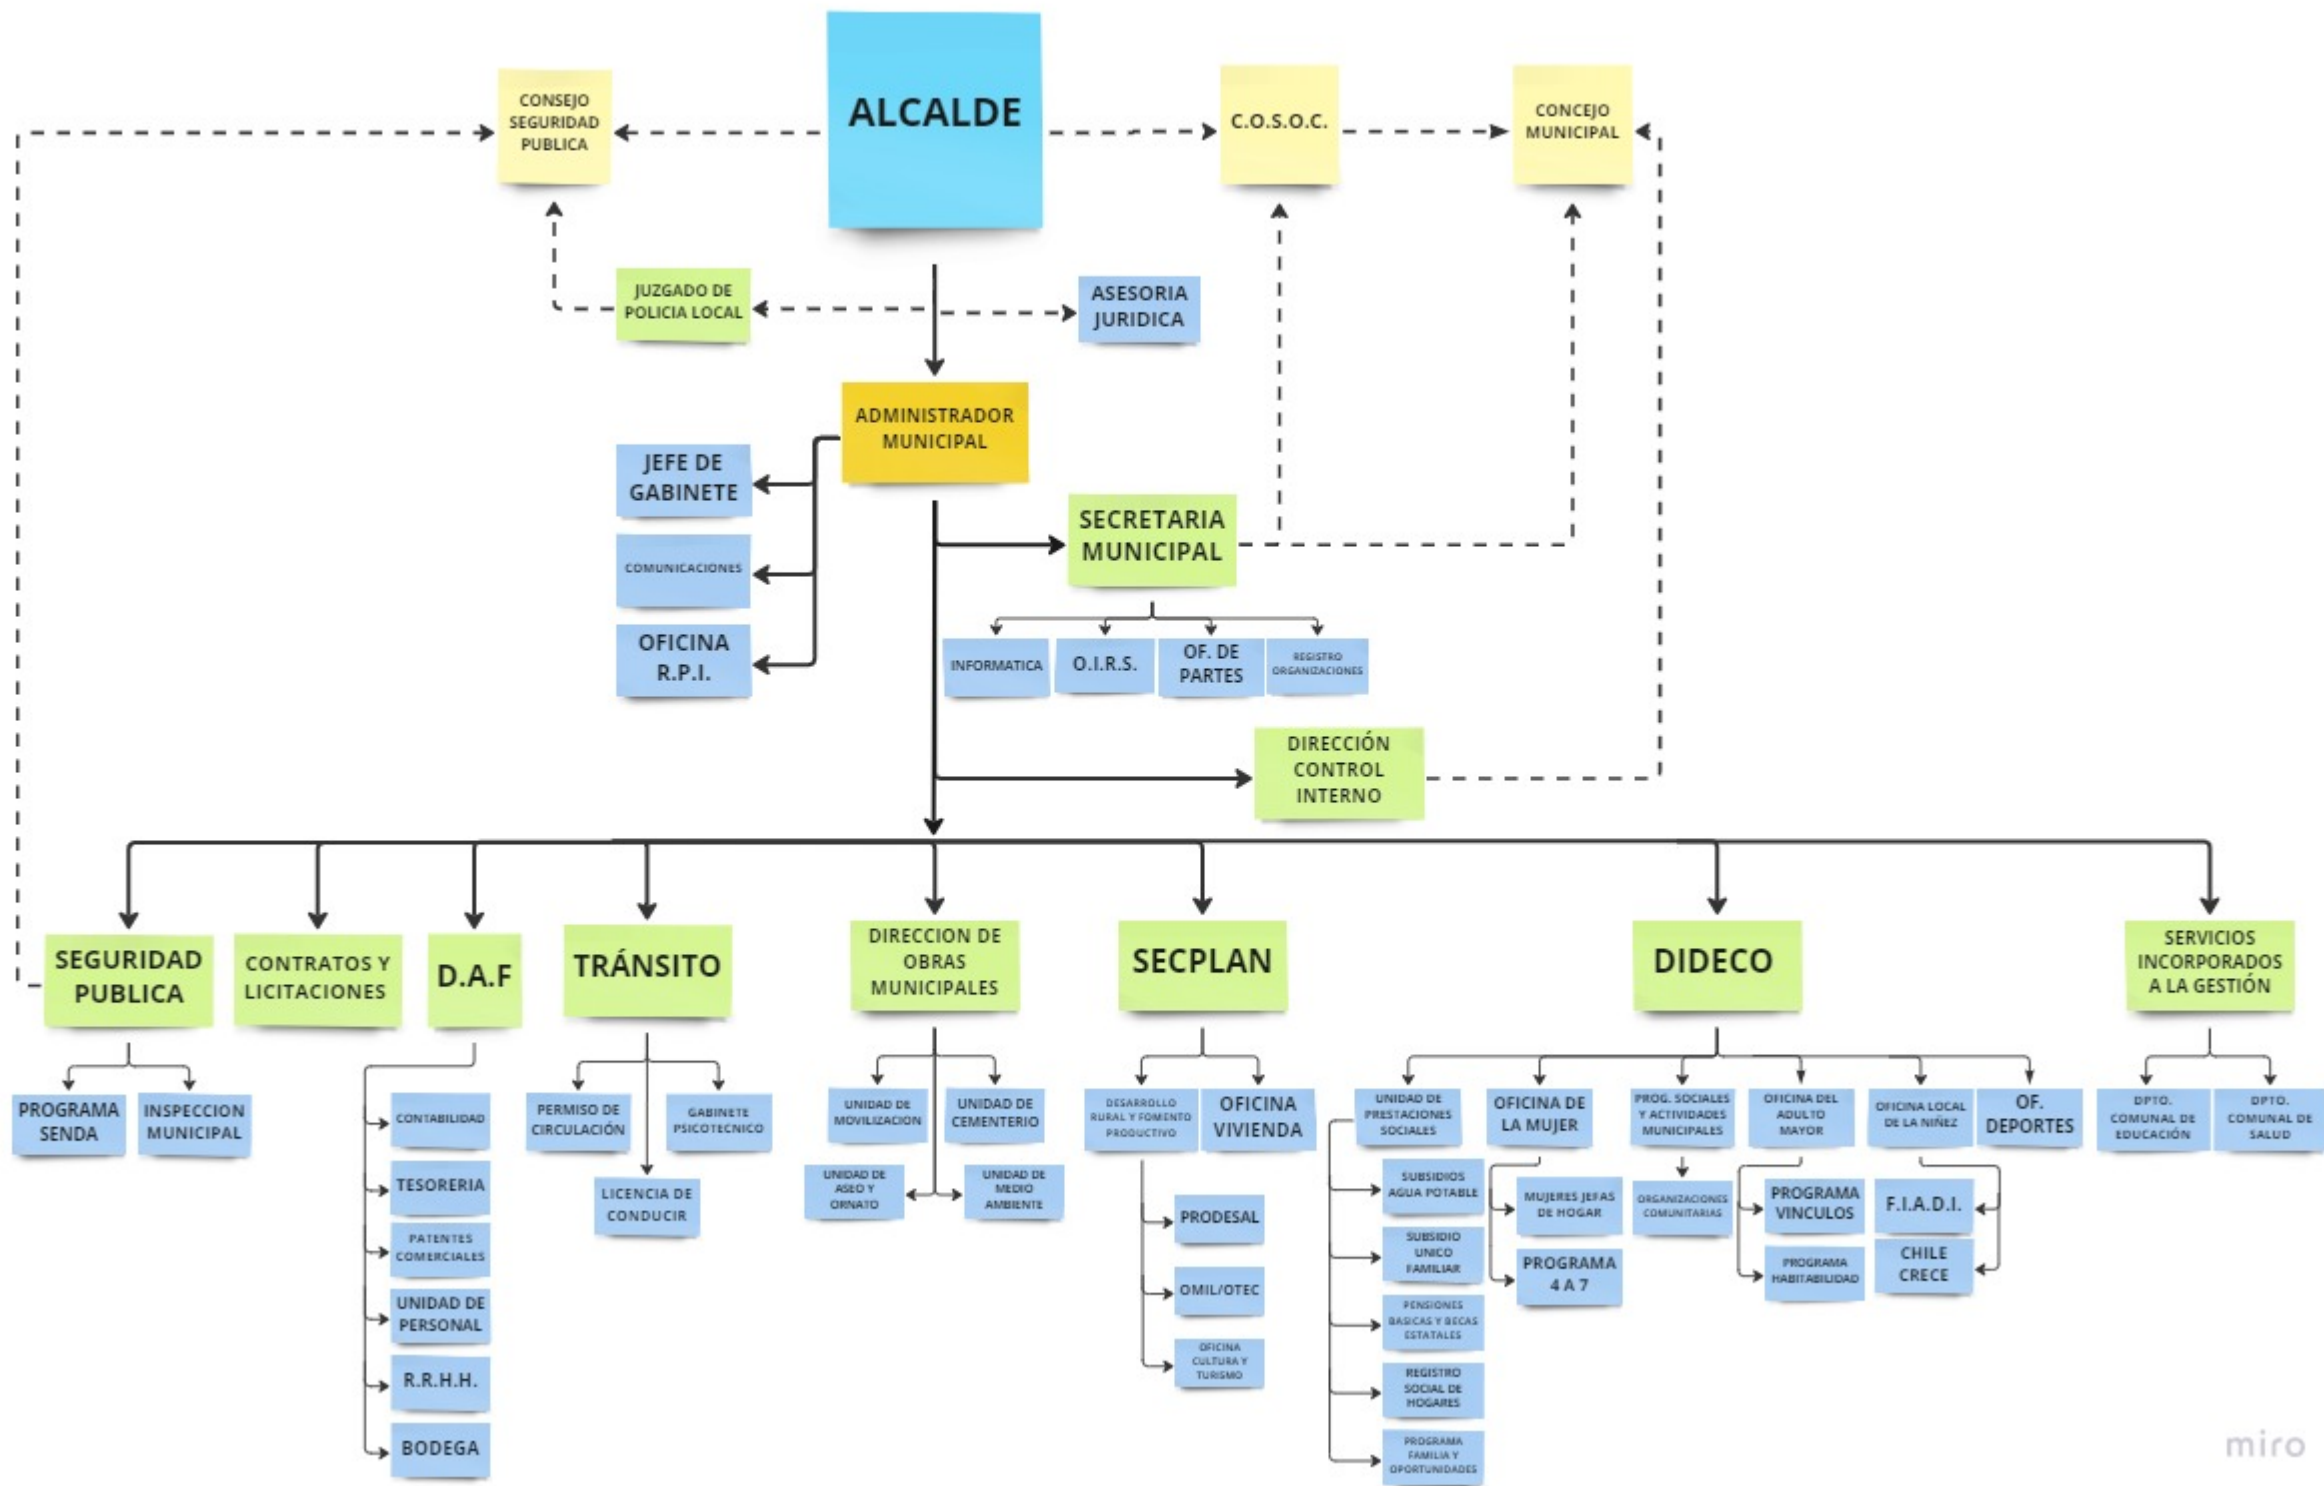 ALCALDE
CONSEJO
SEGURIDAD
PUBLICA
C.O.S.O.C.
CONCEJO
MUNICIPAL
JUZGADO DE
POLICIA LOCAL
ASESORIA
JURIDICA
ADMINISTRADOR
MUNICIPAL
JEFE DE
GABINETE
COMUNICACIONES
OFICINA
R.P.I.
SECRETARIA
MUNICIPAL
INFORMATICA
O.I.R.S.
OF. DE
PARTES
REGISTRO
ORGANIZACIONES
DIRECCIÓN
CONTROL
INTERNO
SEGURIDAD
PUBLICA
CONTRATOS Y
LICITACIONES
D.A.F
TRÁNSITO
DIRECCION DE
OBRAS
MUNICIPALES
SECPLAN
DIDECO
SERVICIOS
INCORPORADOS
A LA GESTIÓN
PROGRAMA
SENDA
INSPECCION
MUNICIPAL
CONTABILIDAD
TESORERIA
PATENTES
COMERCIALES
UNIDAD DE
PERSONAL
R.R.H.H.
BODEGA
PERMISO DE
CIRCULACIÓN
GABINETE
PSICOTECNICO
LICENCIA DE
CONDUCIR
UNIDAD DE
MOVILIZACION
UNIDAD DE
CEMENTERIO
UNIDAD DE
ASEO Y
ORNATO
UNIDAD DE
MEDIO
AMBIENTE
DESARROLLO
RURAL Y FOMENTO
PRODUCTIVO
OFICINA
VIVIENDA
PRODESAL
OMIL/OTEC
OFICINA
CULTURA Y
TURISMO
UNIDAD DE
PRESTACIONES
SOCIALES
SUBSIDIOS
AGUA POTABLE
SUBSIDIO
UNICO
FAMILIAR
PENSIONES
BASICAS Y BECAS
ESTATALES
REGISTRO
SOCIAL DE
HOGARES
PROGRAMA
FAMILIA Y
OPORTUNIDADES
OFICINA DE
LA MUJER
MUJERES JEFAS
DE HOGAR
PROGRAMA
4 A 7
PROG. SOCIALES
Y ACTIVIDADES
MUNICIPALES
ORGANIZACIONES
COMUNITARIAS
OFICINA DEL
ADULTO
MAYOR
PROGRAMA
VINCULOS
PROGRAMA
HABITABILIDAD
OFICINA LOCAL
DE LA NIÑEZ
F.I.A.D.I.
CHILE
CRECE
OF.
DEPORTES
DPTO.
COMUNAL DE
EDUCACIÓN
DPTO.
COMUNAL DE
SALUD
miro